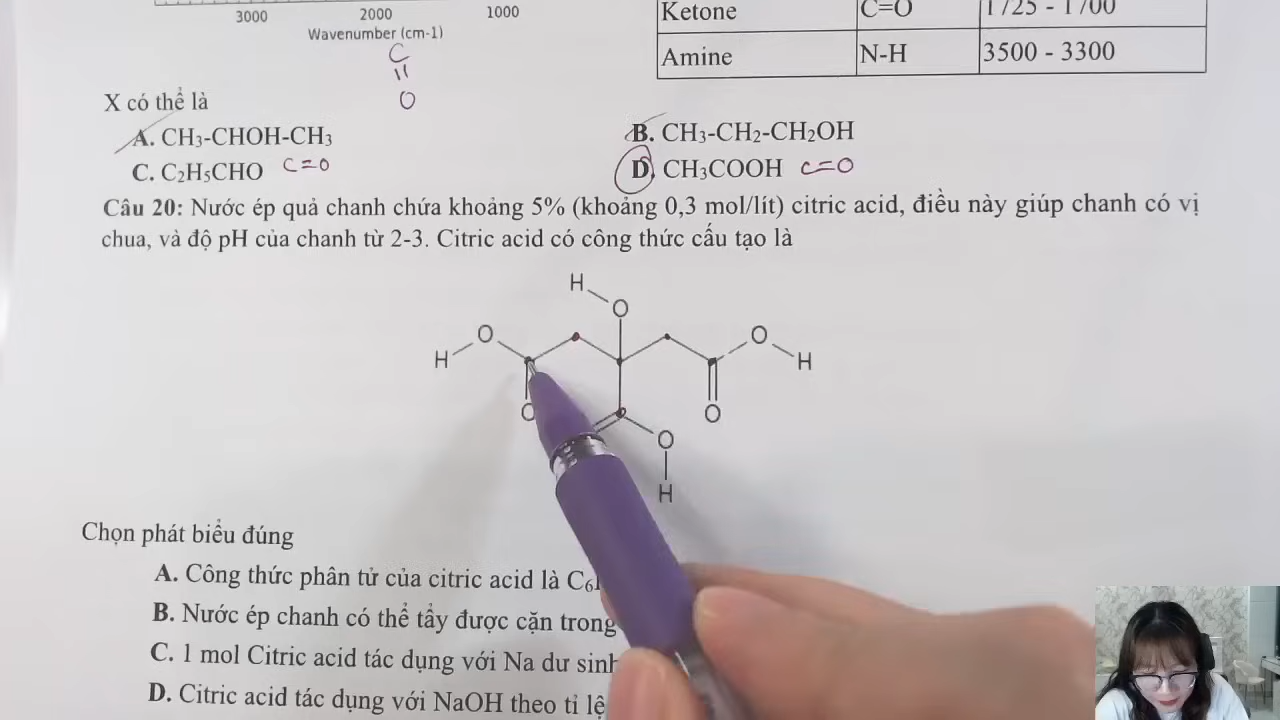 3000 2000 1000
Wavenumber (cm-1)
Ketone C=O 1725 - 1700
Amine N-H 3500 - 3300
C
O
X có thể là
A. CH₃-CHOH-CH₃ B. CH₃-CH₂-CH₂OH
C. C₂H₅CHO C=O D. CH₃COOH C=O
Câu 20: Nước ép quả chanh chứa khoảng 5% (khoảng 0,3 mol/lít) citric acid, điều này giúp chanh có vị
chua, và độ pH của chanh từ 2-3. Citric acid có công thức cấu tạo là
H
O
O O
H H
O O
O
H
Chọn phát biểu đúng
A. Công thức phân tử của citric acid là C₆
B. Nước ép chanh có thể tẩy được cặn trong
C. 1 mol Citric acid tác dụng với Na dư sinh
D. Citric acid tác dụng với NaOH theo tỉ lệ